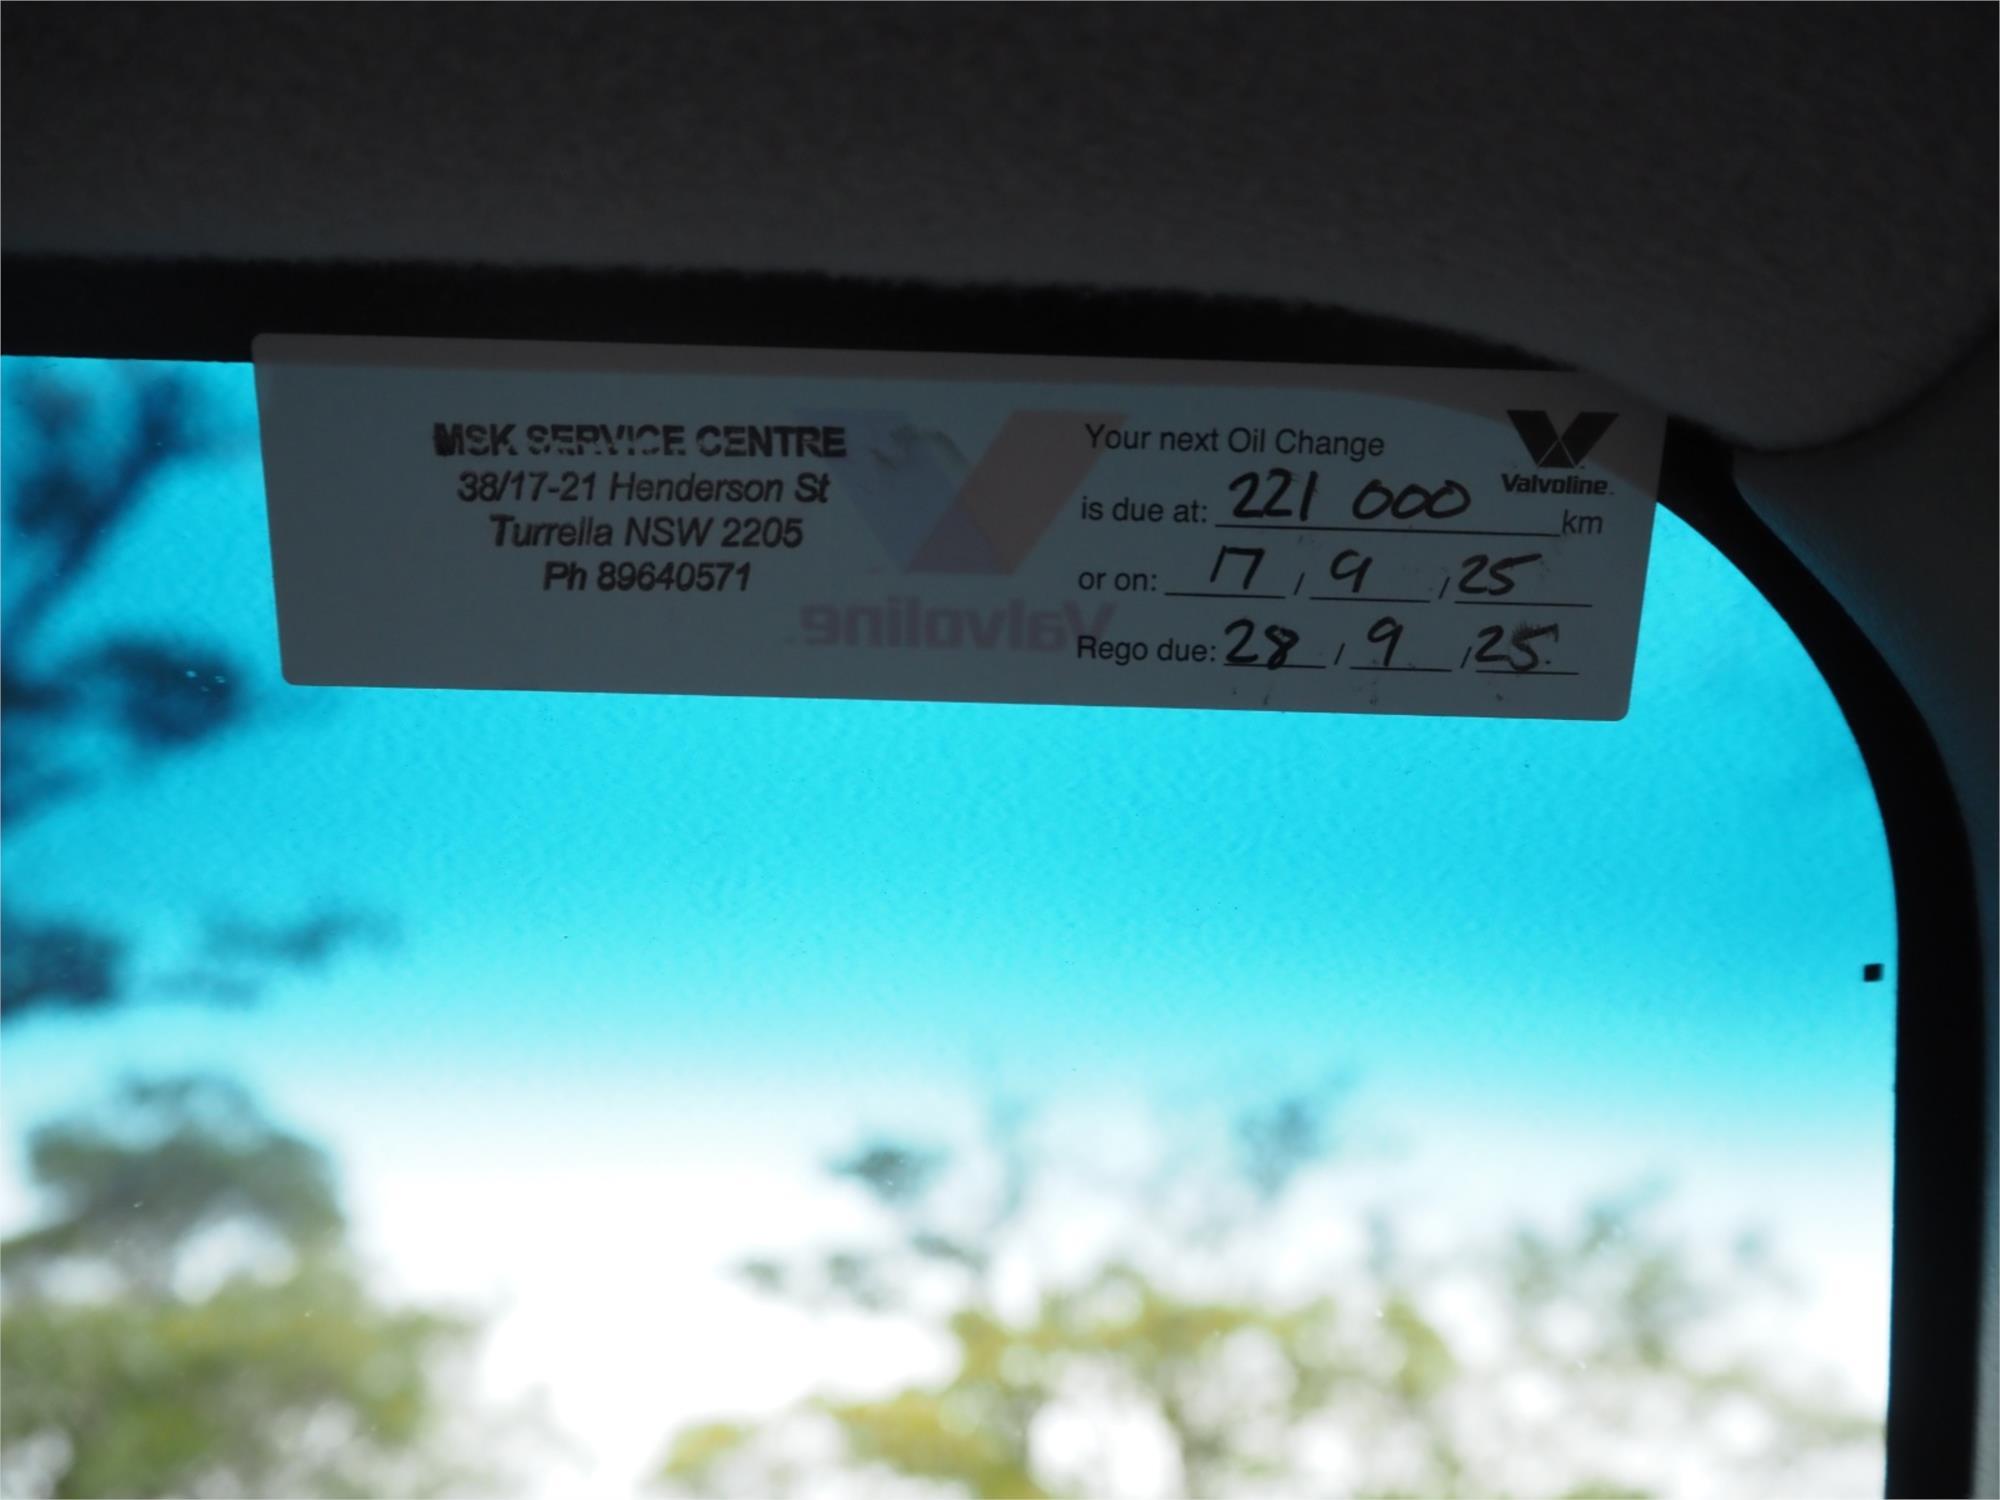 MSK SERVICE CENTRE
38/17-21 Henderson St
Turrella NSW 2205
Ph 89640571
Valvoline
Your next Oil Change
is due at: 221 000 km
or on: 17 / 9 / 25
Rego due: 28 / 9 / 25
Valvoline